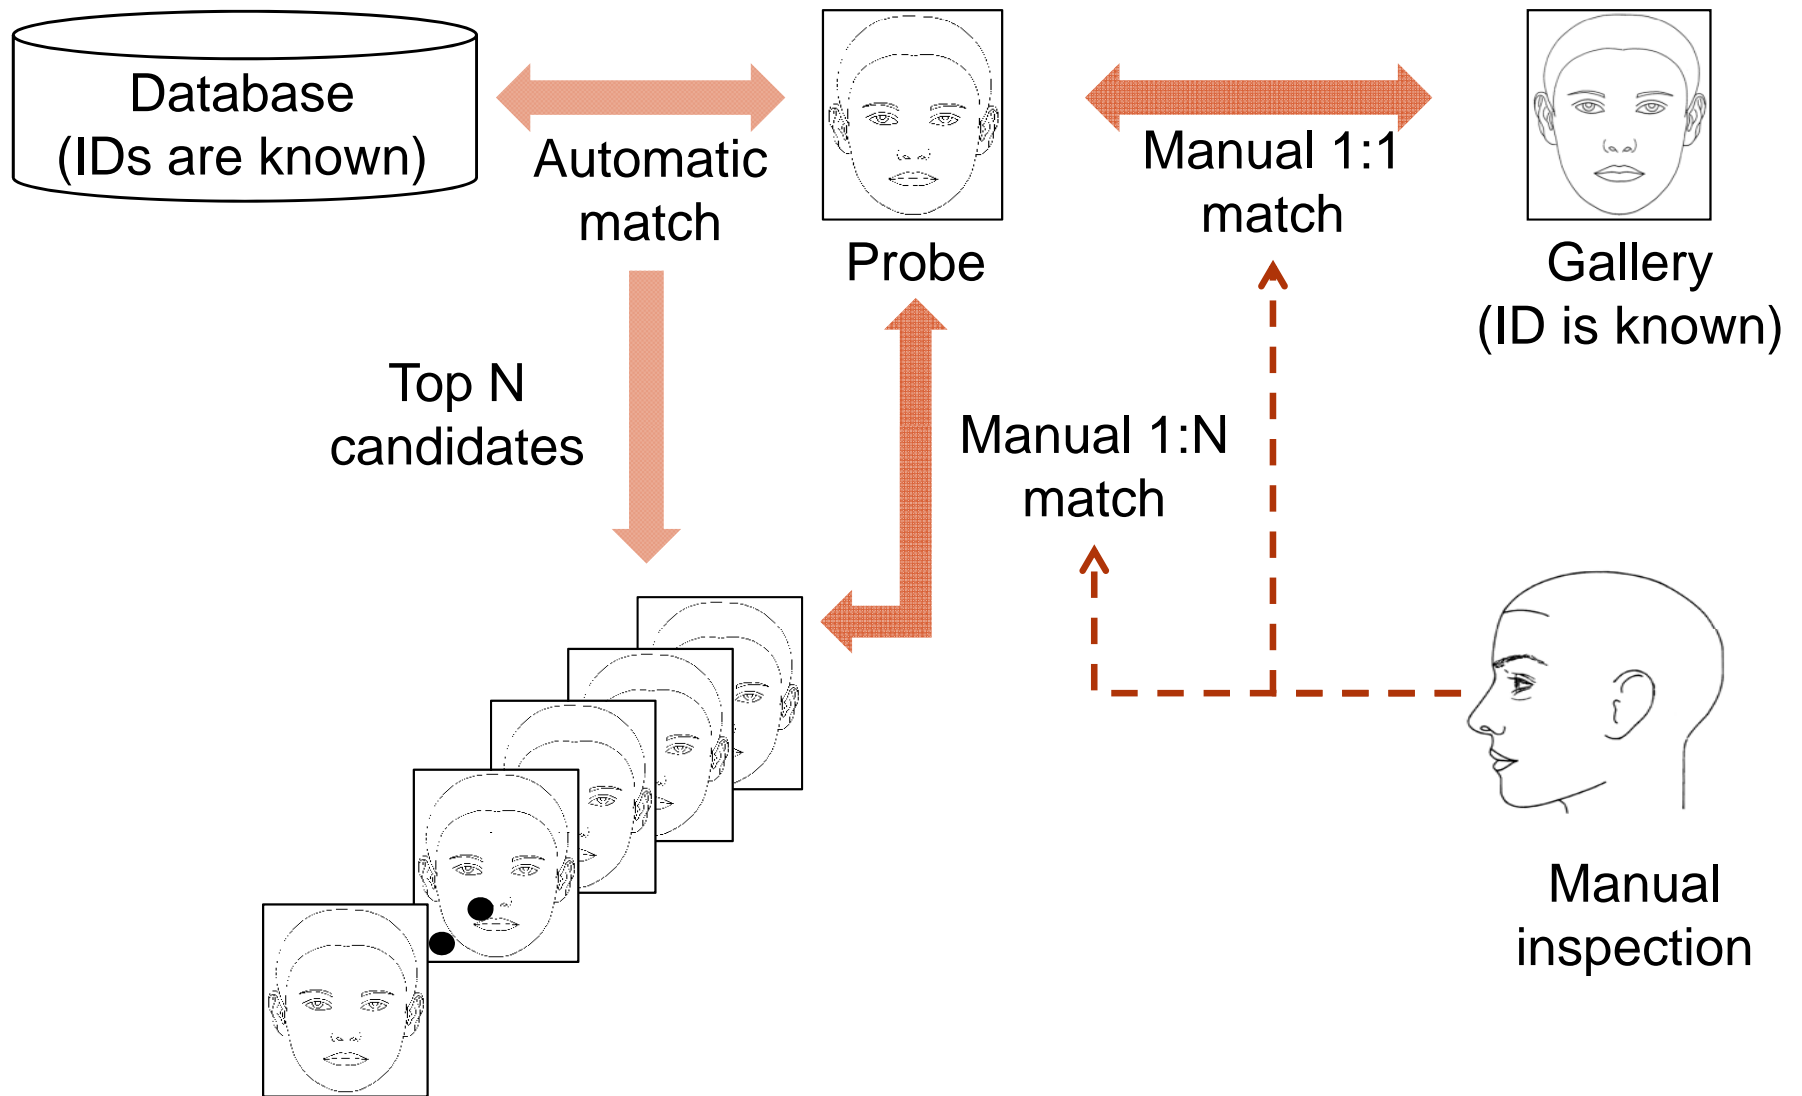 Database
(IDs are known)
Automatic
match
Probe
Manual 1:1
match
Gallery
(ID is known)
Top N
candidates
Manual 1:N
match
Manual
inspection